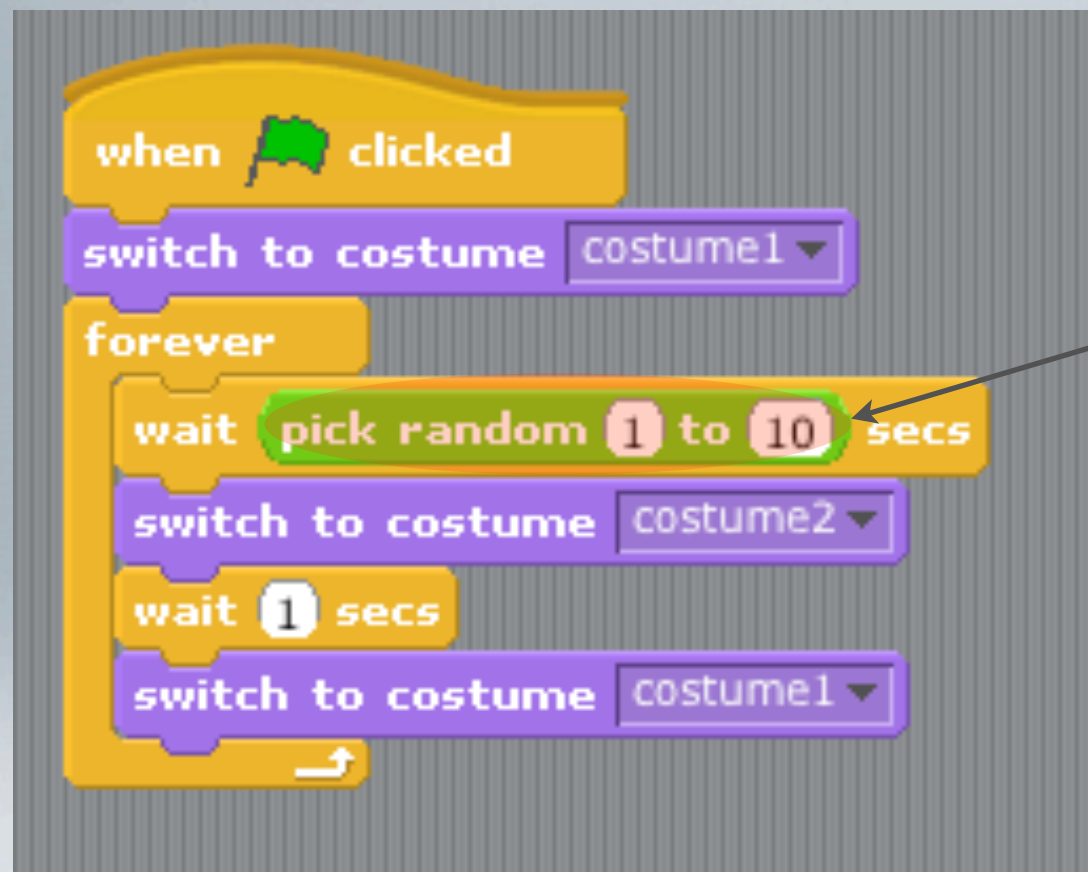 when clicked
switch to costume costume1
forever
wait pick random 1 to 10 secs
switch to costume costume2
wait 1 secs
switch to costume costume1